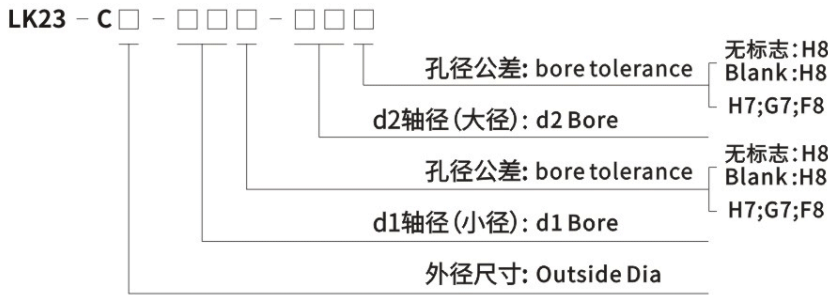 LK23 - C□ - □□□ - □□□
孔径公差: bore tolerance
无标志:H8
Blank:H8
H7;G7;F8
d2轴径(大径): d2 Bore
孔径公差: bore tolerance
无标志:H8
Blank:H8
H7;G7;F8
d1轴径(小径): d1 Bore
外径尺寸: Outside Dia